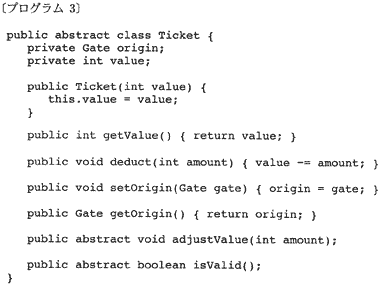 〔プログラム 3〕
public abstract class Ticket {
private Gate origin;
private int value;
public Ticket(int value) {
this.value = value;
}
public int getValue() { return value; }
public void deduct(int amount) { value -= amount; }
public void setOrigin(Gate gate) { origin = gate; }
public Gate getOrigin() { return origin; }
public abstract void adjustValue(int amount);
public abstract boolean isValid();
}